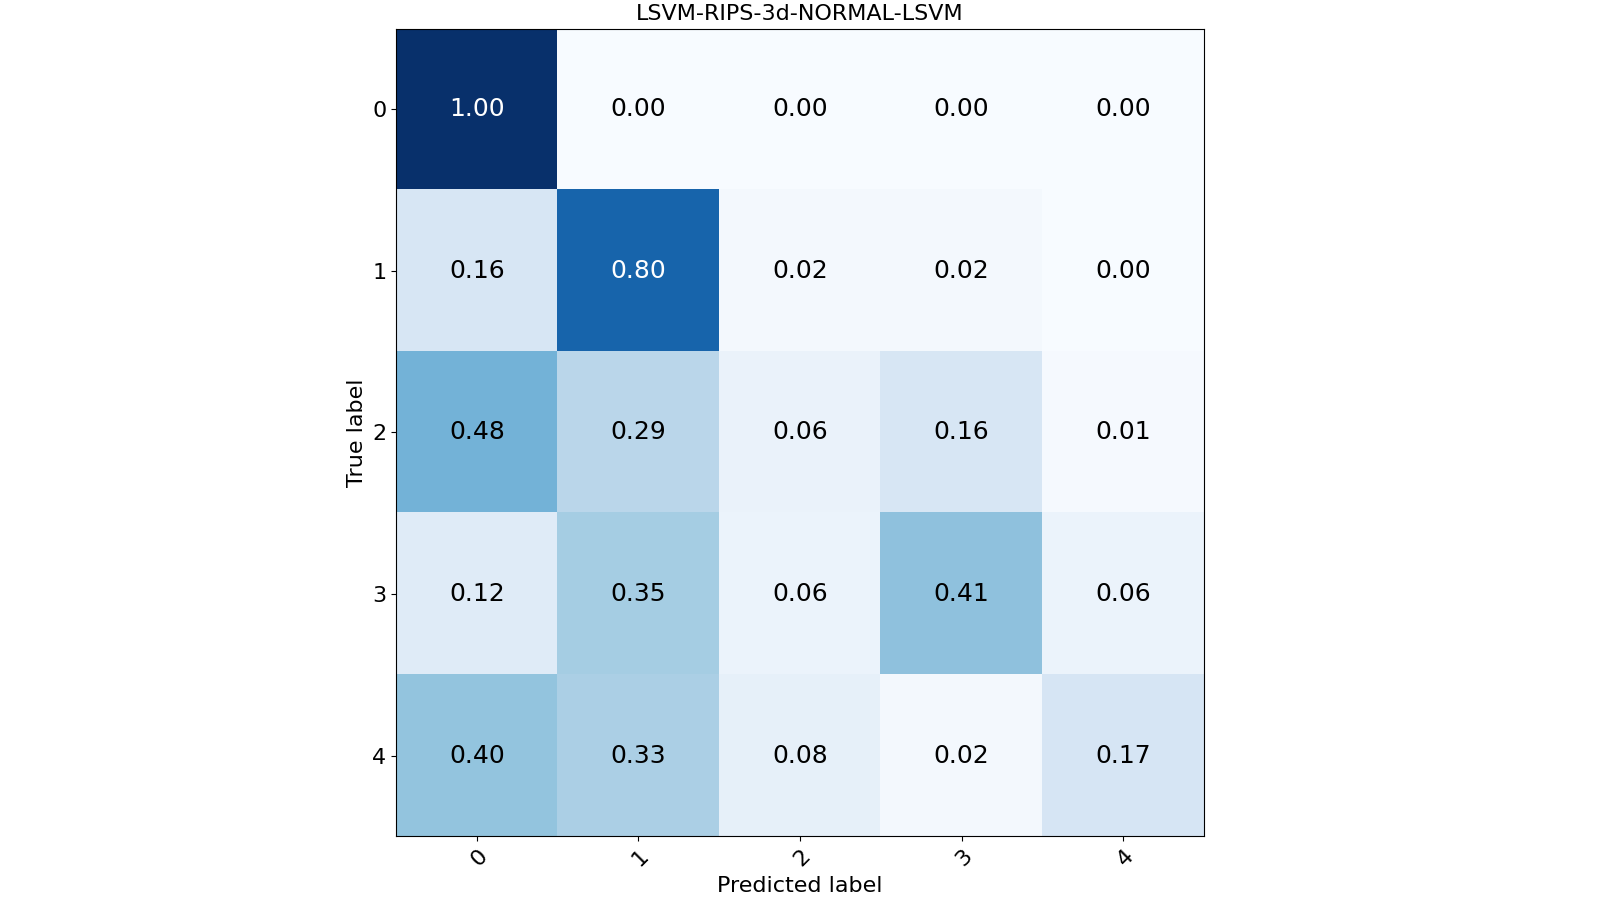 LSVM-RIPS-3d-NORMAL-LSVM
0 1.00 0.00 0.00 0.00 0.00
1 0.16 0.80 0.02 0.02 0.00
2 0.48 0.29 0.06 0.16 0.01
3 0.12 0.35 0.06 0.41 0.06
4 0.40 0.33 0.08 0.02 0.17
True label
0 1 2 3 4
Predicted label